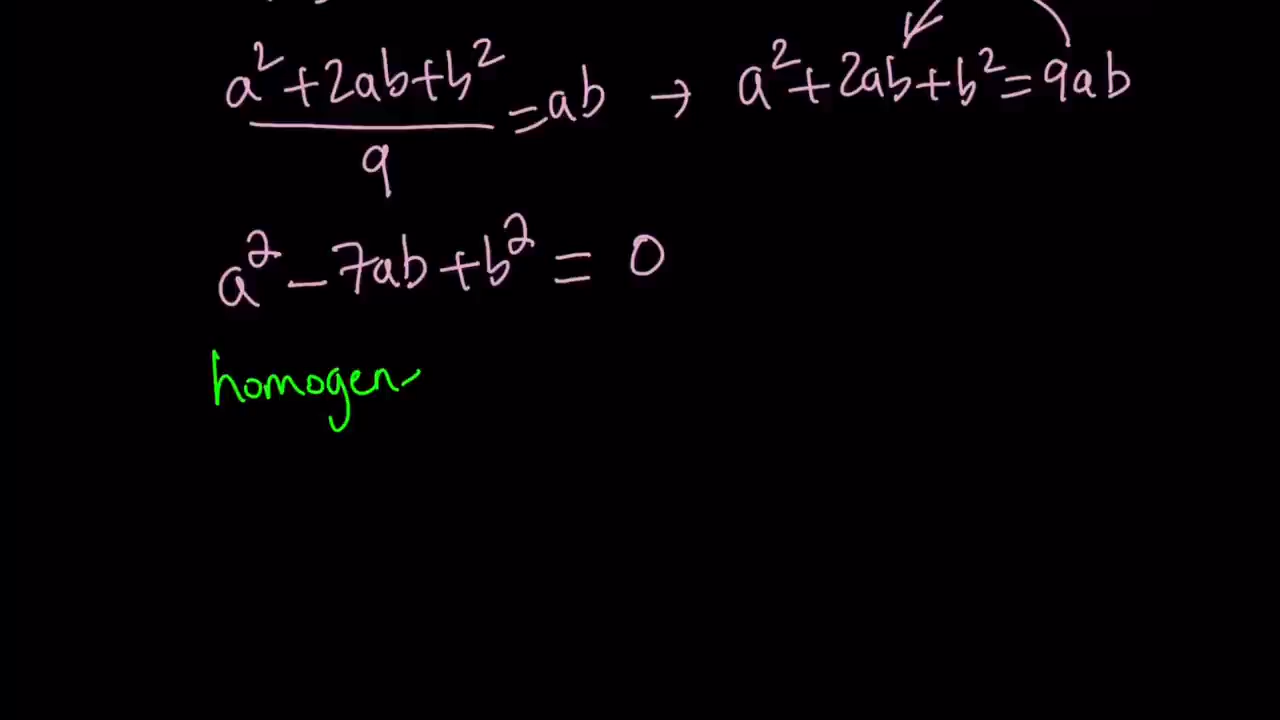 a²+2ab+b²/9 = ab → a²+2ab+b²=9ab
a²-7ab+b² = 0
homogen